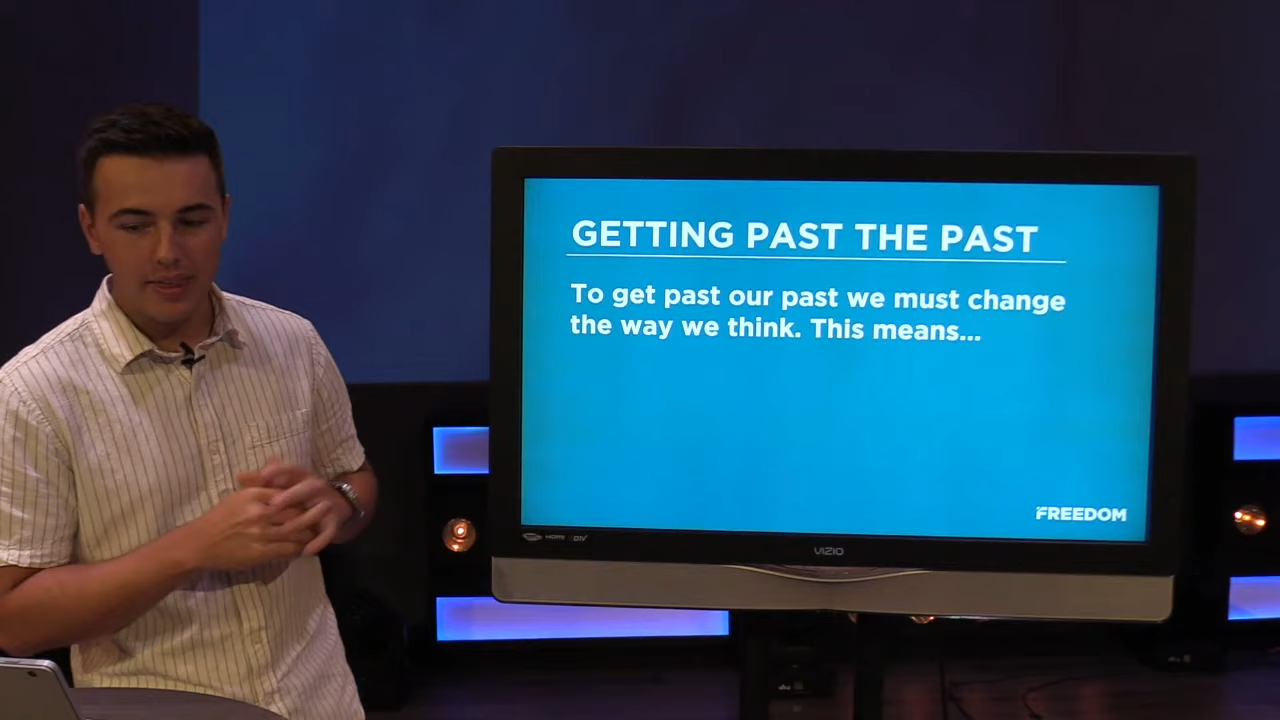 GETTING PAST THE PAST
To get past our past we must change
the way we think. This means...
FREEDOM
HDMI
VIZIO